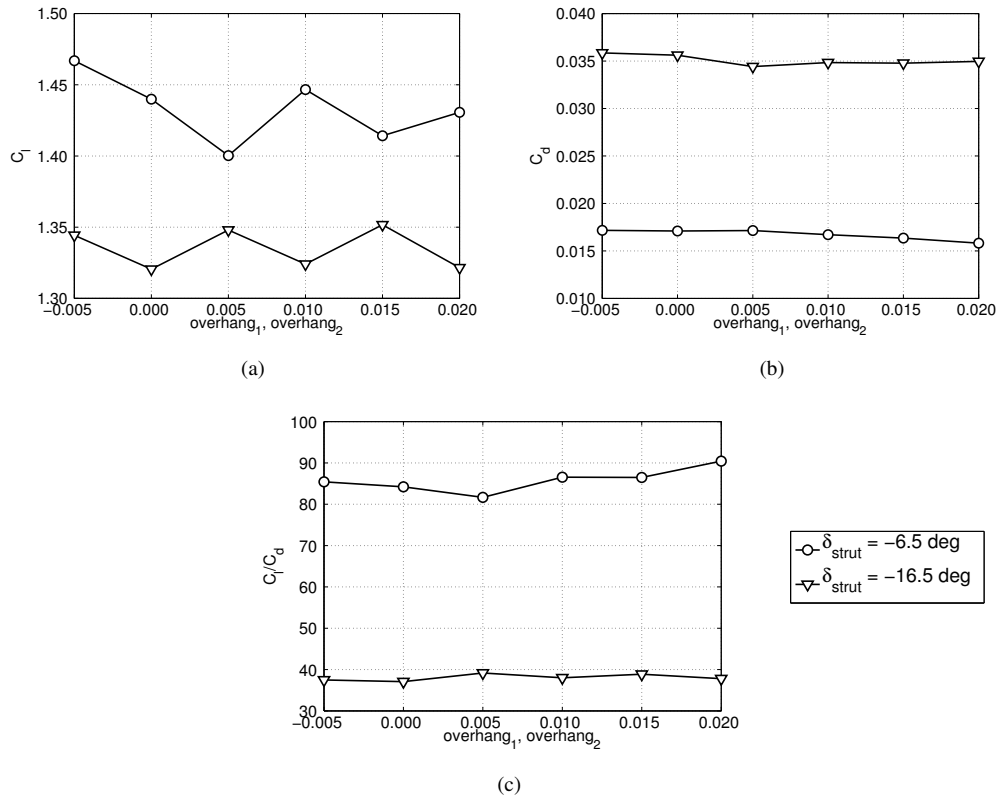 1.50
1.45
1.40
1.35
1.30
C_l
−0.005 0.000 0.005 0.010 0.015 0.020
overhang_1, overhang_2
(a)
0.040
0.035
0.030
0.025
0.020
0.015
0.010
C_d
−0.005 0.000 0.005 0.010 0.015 0.020
overhang_1, overhang_2
(b)
100
90
80
70
60
50
40
30
C_l/C_d
−0.005 0.000 0.005 0.010 0.015 0.020
overhang_1, overhang_2
(c)
δ_strut = −6.5 deg
δ_strut = −16.5 deg